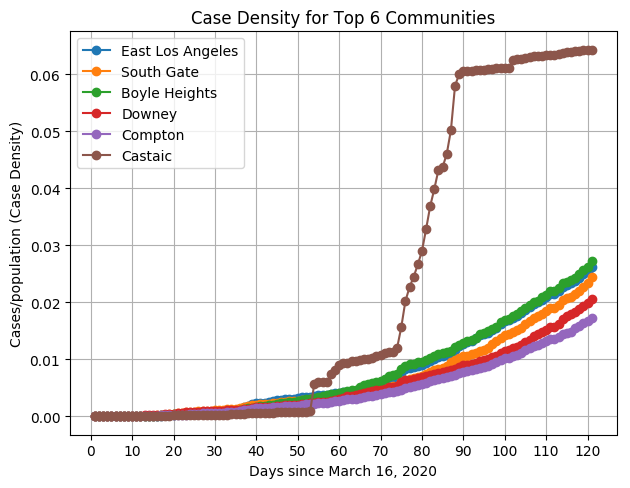 Case Density for Top 6 Communities
East Los Angeles
South Gate
Boyle Heights
Downey
Compton
Castaic
Cases/population (Case Density)
0.06
0.05
0.04
0.03
0.02
0.01
0.00
0 10 20 30 40 50 60 70 80 90 100 110 120
Days since March 16, 2020